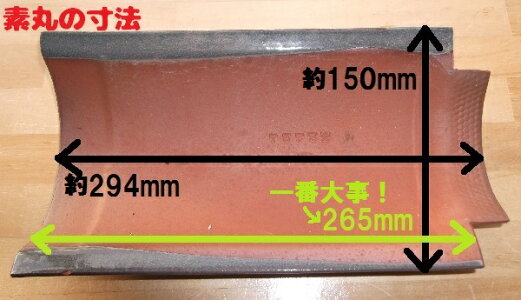 素丸の寸法
約150mm
約294mm
一番大事！
↘265mm